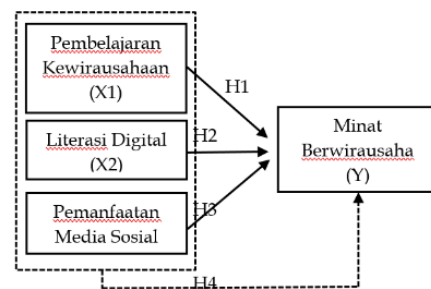 Pembelajaran
Kewirausahaan
(X1)
H1
Literasi Digital
(X2)
H2
Minat
Berwirausaha
(Y)
Pemanfaatan
Media Sosial
H3
H4